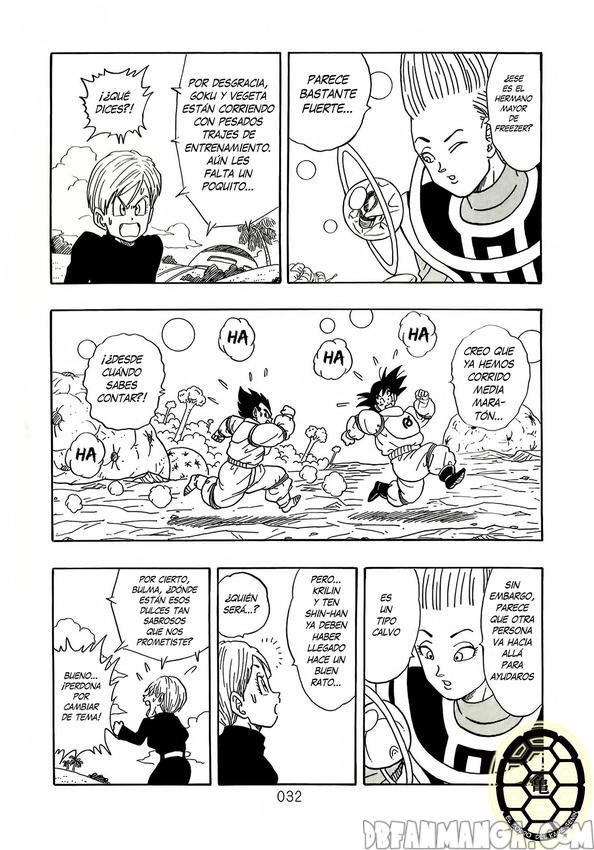 ¿ESE
ES EL
HERMANO
MAYOR
DE
FREEZER?
PARECE
BASTANTE
FUERTE...
POR DESGRACIA,
GOKU Y VEGETA
ESTÁN CORRIENDO
CON PESADOS
TRAJES DE
ENTRENAMIENTO.
AÚN LES
FALTA UN
POQUITO...
¡¿QUÉ
DICES?!
CREO QUE
YA HEMOS
CORRIDO
MEDIA
MARA-
TÓN...
HA
HA
HA
HA
¡¿DESDE
CUÁNDO
SABES
CONTAR?!
SIN
EMBARGO,
PARECE
QUE OTRA
PERSONA
VA HACIA
ALLÁ
PARA
AYUDAROS
ES UN
TIPO
CALVO
PERO...
KRILIN
Y TEN
SHIN-HAN
YA DEBEN
HABER
LLEGADO
HACE UN
BUEN
RATO...
¿QUIÉN
SERÁ...?
POR CIERTO,
BULMA, ¿DÓNDE
ESTÁN ESOS
DULCES TAN
SABROSOS
QUE NOS
PROMETISTE?
BUENO...
¡PERDONA
POR
CAMBIAR
DE TEMA!
032
亀
DBFANMANGA.COM